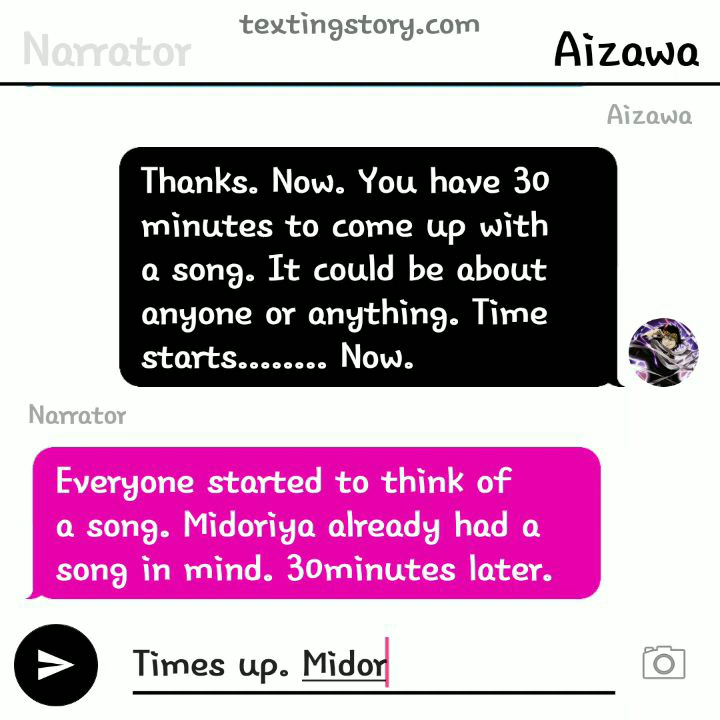 textingstory.com
Narrator
Aizawa
Aizawa
Thanks. Now. You have 30
minutes to come up with
a song. It could be about
anyone or anything. Time
starts........ Now.
Narrator
Everyone started to think of
a song. Midoriya already had a
song in mind. 30minutes later.
Times up. Midor